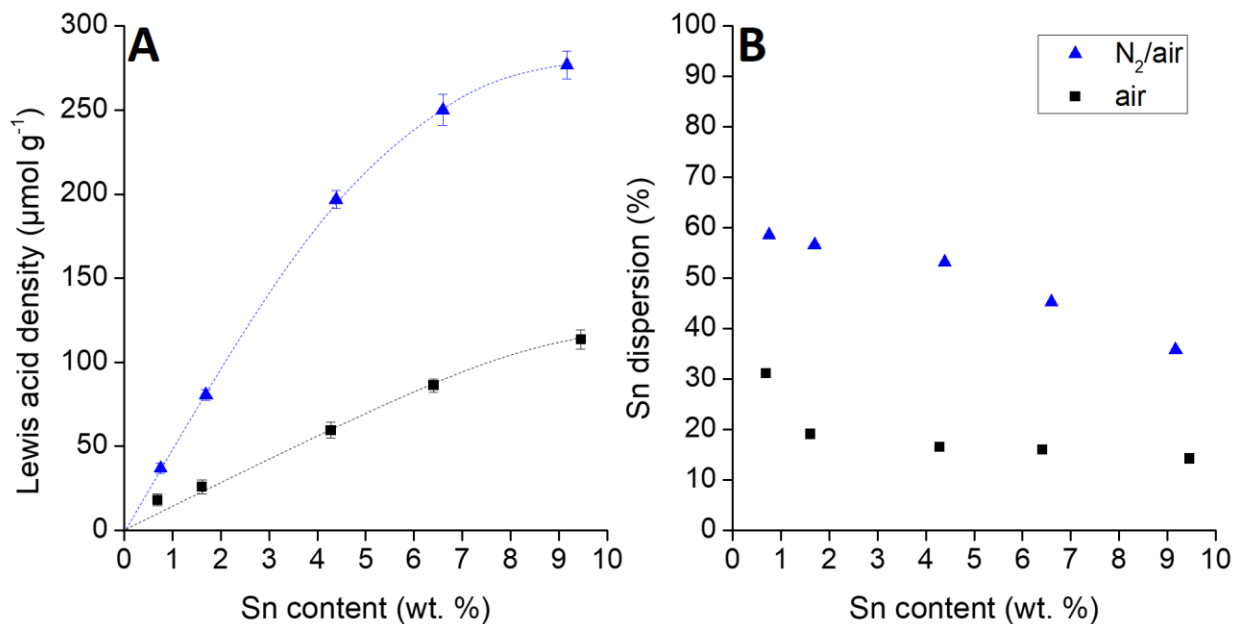 A
300
250
200
150
100
50
0
0 1 2 3 4 5 6 7 8 9 10
Lewis acid density (µmol g⁻¹)
Sn content (wt. %)
B
N₂/air
air
100
90
80
70
60
50
40
30
20
10
0
0 1 2 3 4 5 6 7 8 9 10
Sn dispersion (%)
Sn content (wt. %)